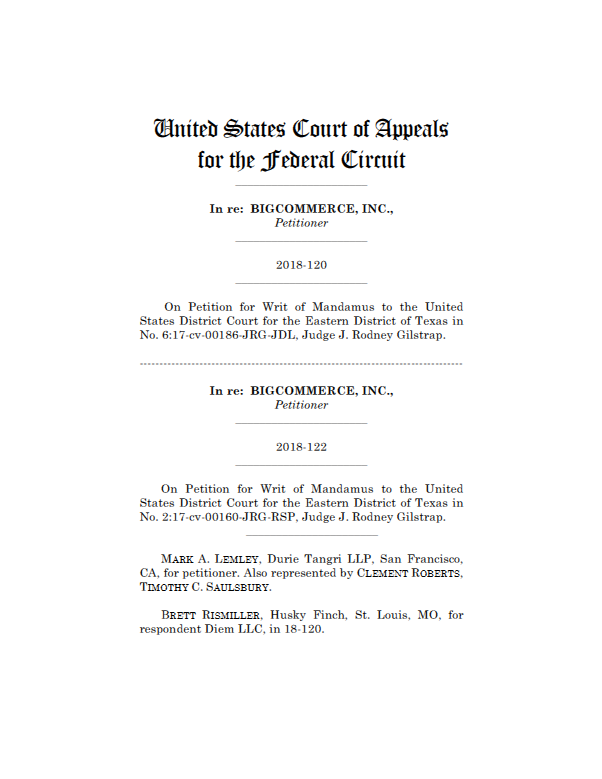 United States Court of Appeals
for the Federal Circuit
In re: BIGCOMMERCE, INC.,
Petitioner
2018-120
On Petition for Writ of Mandamus to the United
States District Court for the Eastern District of Texas in
No. 6:17-cv-00186-JRG-JDL, Judge J. Rodney Gilstrap.
In re: BIGCOMMERCE, INC.,
Petitioner
2018-122
On Petition for Writ of Mandamus to the United
States District Court for the Eastern District of Texas in
No. 2:17-cv-00160-JRG-RSP, Judge J. Rodney Gilstrap.
MARK A. LEMLEY, Durie Tangri LLP, San Francisco,
CA, for petitioner. Also represented by CLEMENT ROBERTS,
TIMOTHY C. SAULSBURY.
BRETT RISMILLER, Husky Finch, St. Louis, MO, for
respondent Diem LLC, in 18-120.